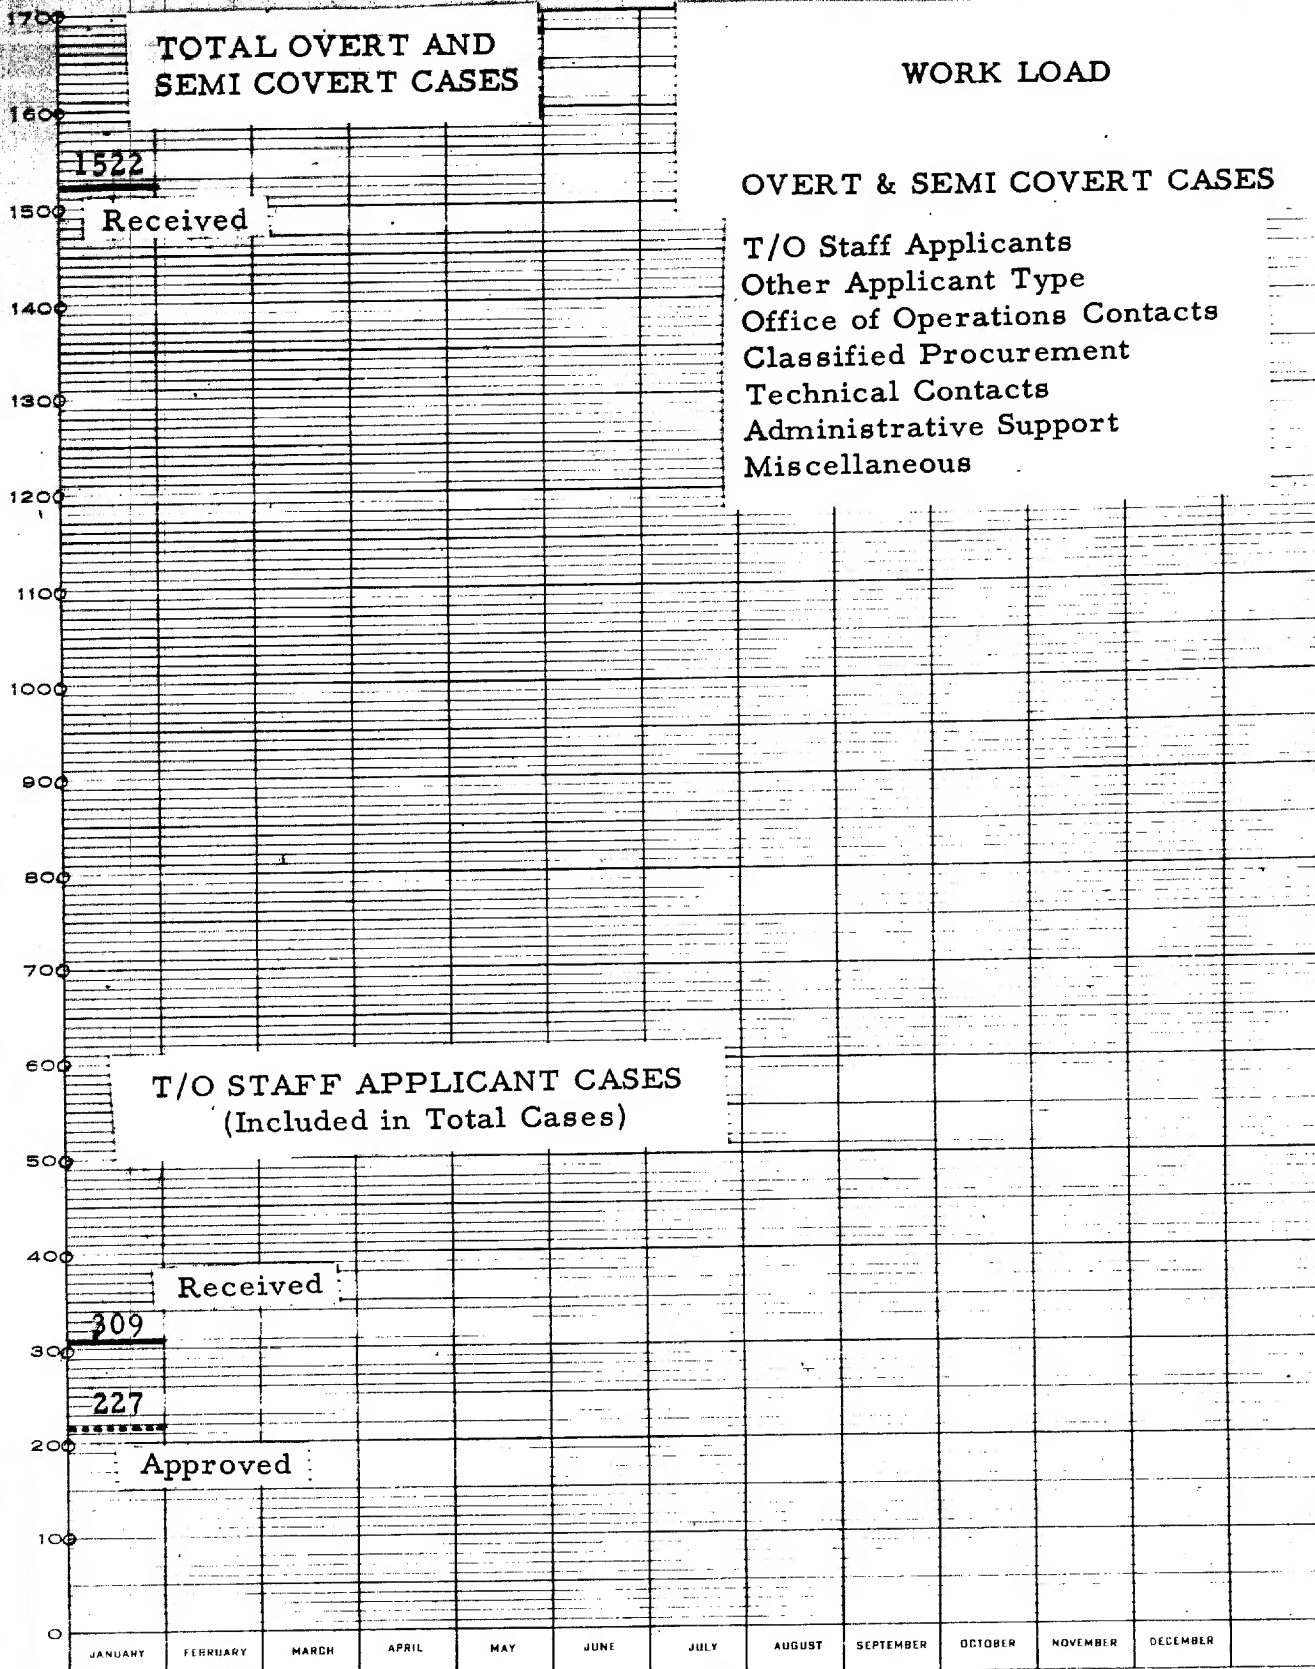 TOTAL OVERT AND
SEMI COVERT CASES
WORK LOAD
OVERT & SEMI COVERT CASES
T/O Staff Applicants
Other Applicant Type
Office of Operations Contacts
Classified Procurement
Technical Contacts
Administrative Support
Miscellaneous
1700
1600
1522
1500
Received
1400
1300
1200
1100
1000
900
800
700
600
T/O STAFF APPLICANT CASES
(Included in Total Cases)
500
400
Received
309
300
227
200
Approved
100
0
JANUARY FEBRUARY MARCH APRIL MAY JUNE JULY AUGUST SEPTEMBER OCTOBER NOVEMBER DECEMBER